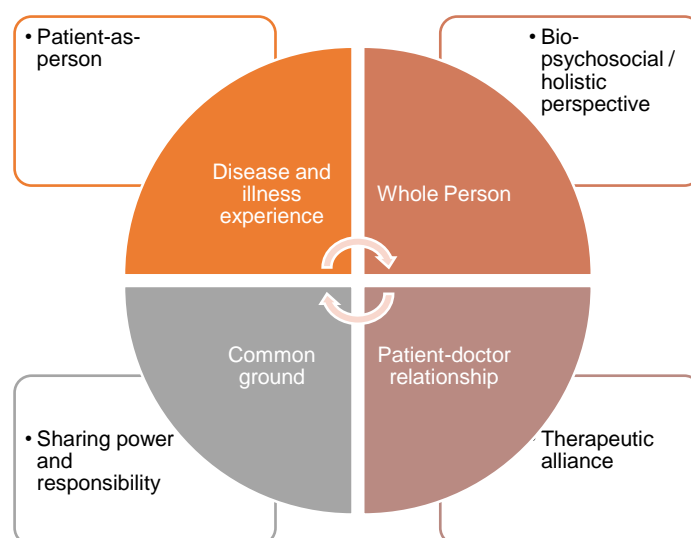 • Patient-as-
person
• Bio-
psychosocial /
holistic
perspective
Disease and
illness
experience
Whole Person
Common
ground
Patient-doctor
relationship
• Sharing power
and
responsibility
• Therapeutic
alliance